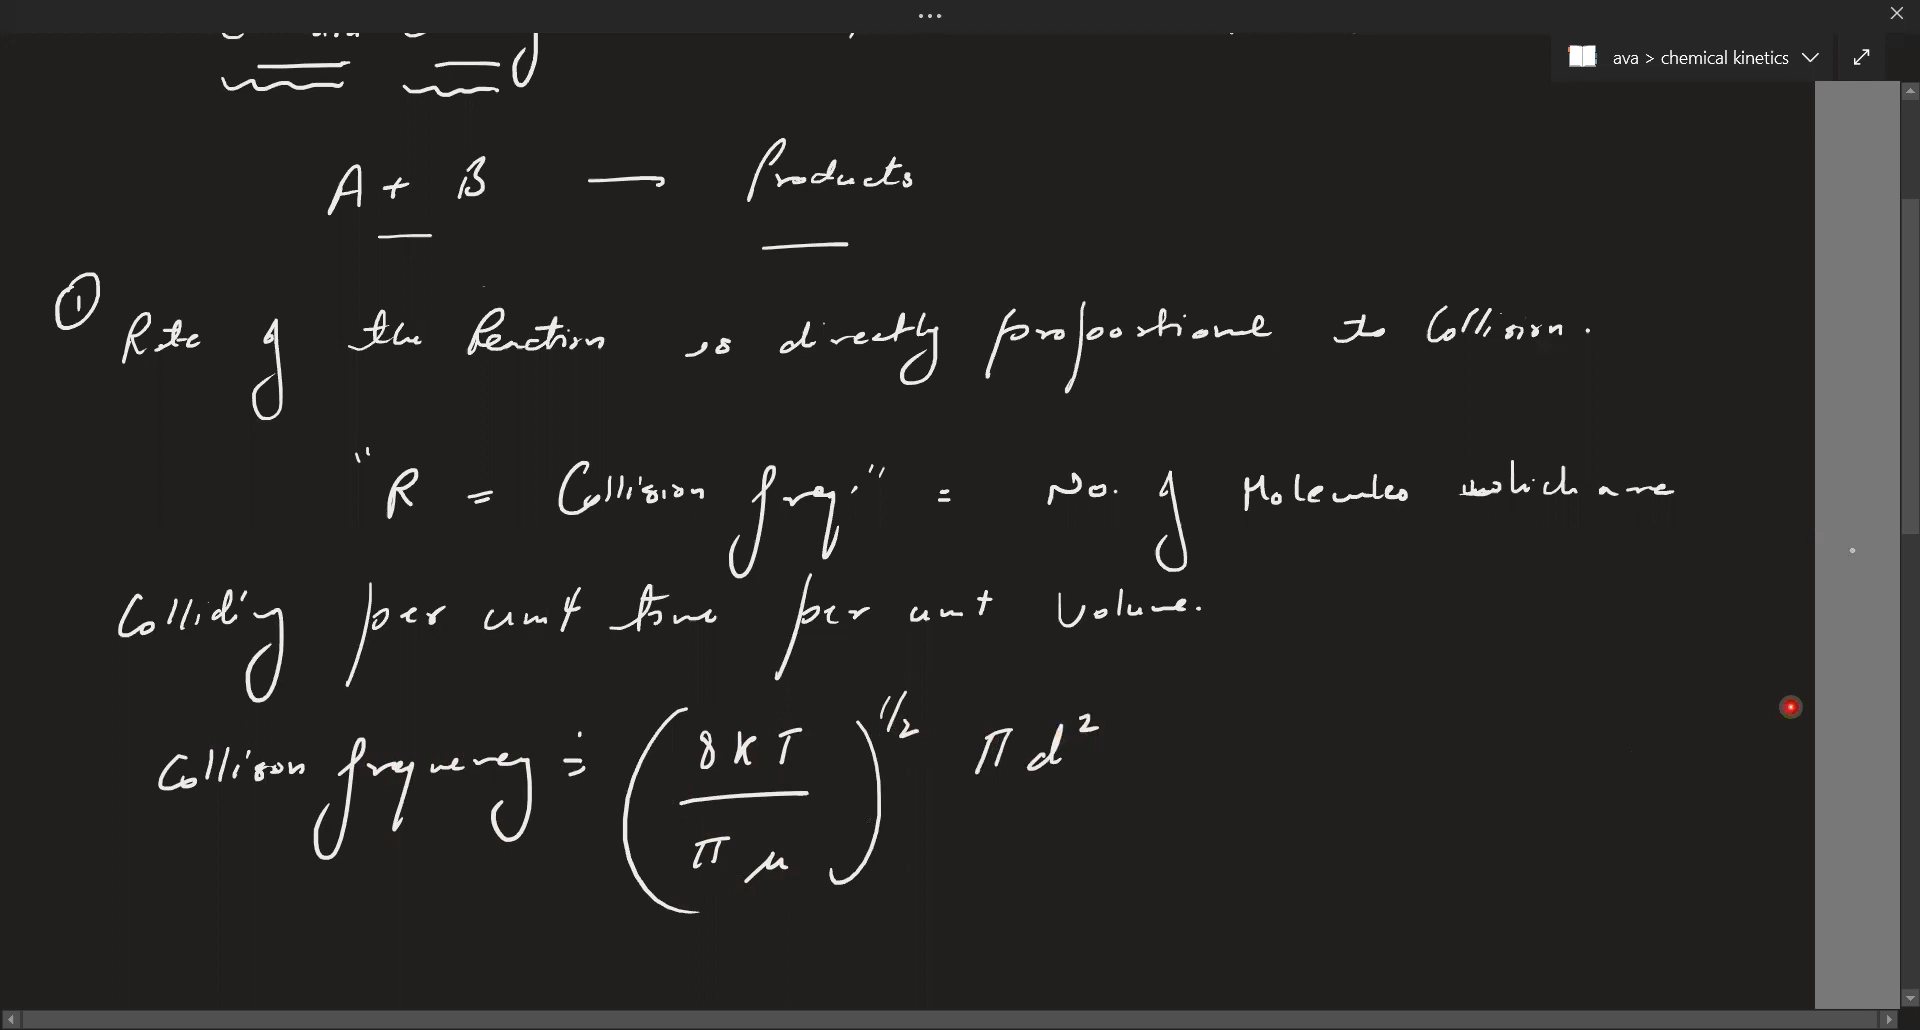 ...
ava > chemical kinetics
A + B — Products
① Rate of the Reaction is directly proportional to Collision.
"R = Collision freq." = No. of Molecules which are
Colliding per unit time per unit volume.
Collison frequency = (8KT / πμ)^1/2 πd²